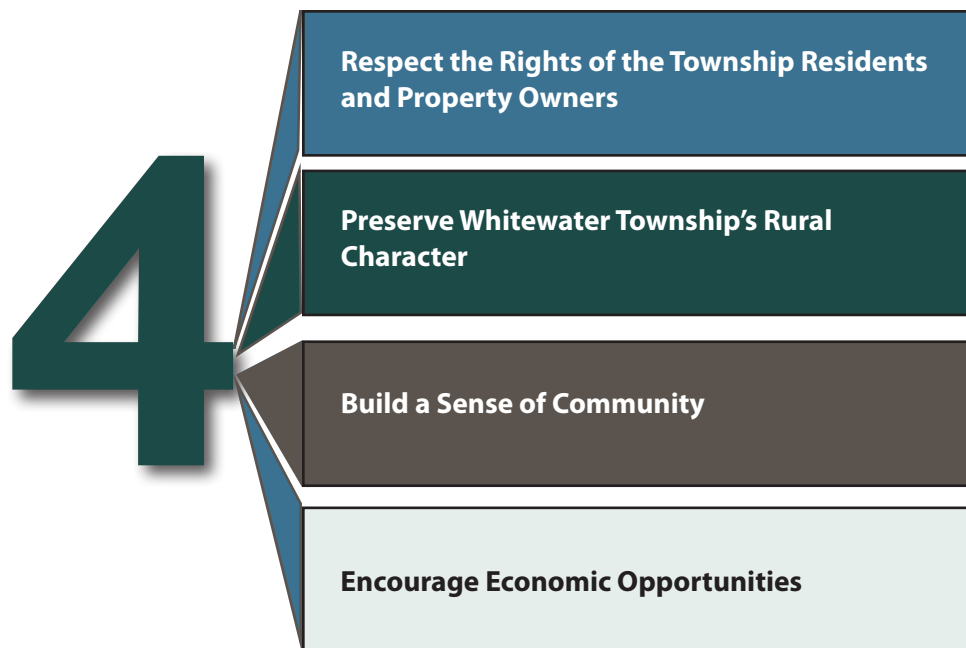 4
Respect the Rights of the Township Residents
and Property Owners
Preserve Whitewater Township’s Rural
Character
Build a Sense of Community
Encourage Economic Opportunities